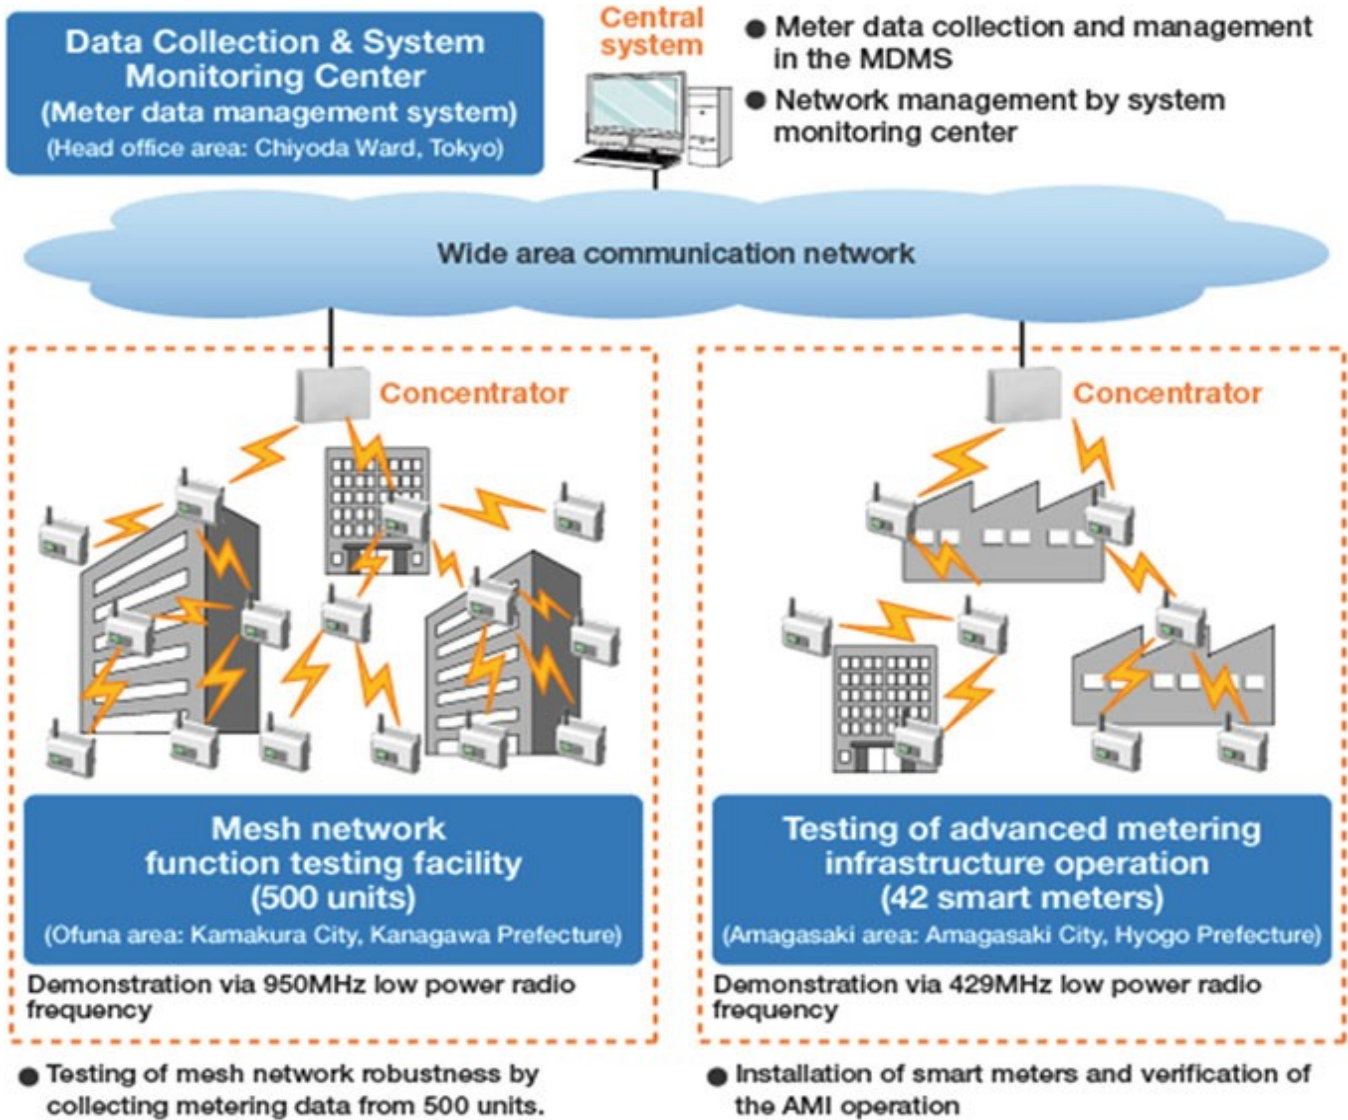 Data Collection & System
Monitoring Center
(Meter data management system)
(Head office area: Chiyoda Ward, Tokyo)
Central
system
● Meter data collection and management
in the MDMS
● Network management by system
monitoring center
Wide area communication network
Concentrator
Mesh network
function testing facility
(500 units)
(Ofuna area: Kamakura City, Kanagawa Prefecture)
Demonstration via 950MHz low power radio
frequency
● Testing of mesh network robustness by
collecting metering data from 500 units.
Concentrator
Testing of advanced metering
infrastructure operation
(42 smart meters)
(Amagasaki area: Amagasaki City, Hyogo Prefecture)
Demonstration via 429MHz low power radio
frequency
● Installation of smart meters and verification of
the AMI operation